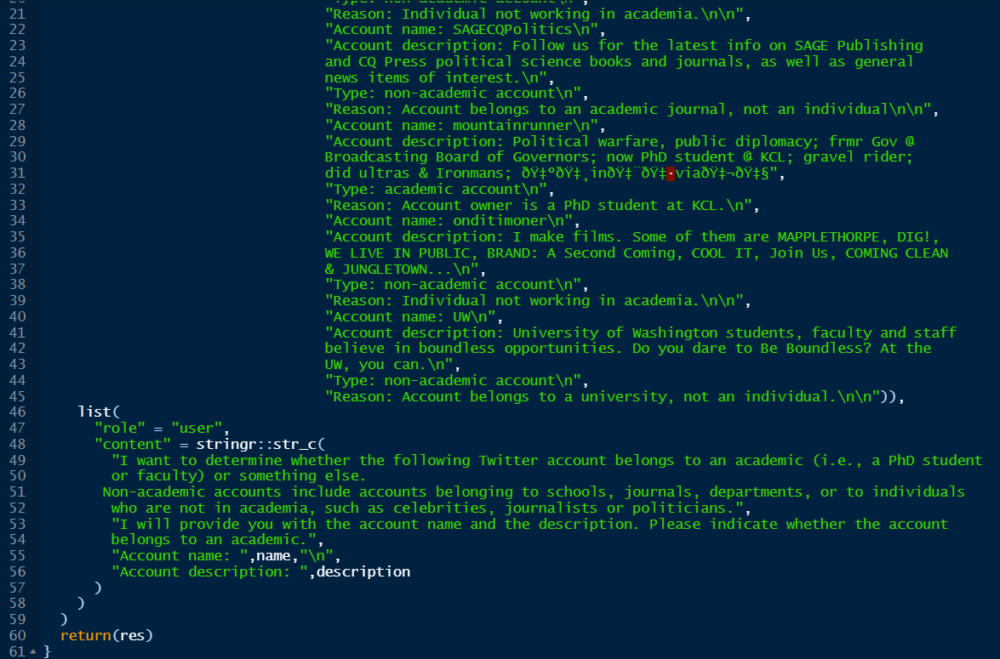 21 "Reason: Individual not working in academia.\n\n",
22 "Account name: SAGECQPolitics\n",
23 "Account description: Follow us for the latest info on SAGE Publishing
24 and CQ Press political science books and journals, as well as general
25 news items of interest.\n",
26 "Type: non-academic account\n",
27 "Reason: Account belongs to an academic journal, not an individual\n\n",
28 "Account name: mountainrunner\n",
29 "Account description: Political warfare, public diplomacy; frmr Gov @
30 Broadcasting Board of Governors; now PhD student @ KCL; gravel rider;
31 did ultras & Ironmans; ðŸ‡ºðŸ‡¸inðŸ‡¨ðŸ‡·viaðŸ‡¬ðŸ‡§",
32 "Type: academic account\n",
33 "Reason: Account owner is a PhD student at KCL.\n",
34 "Account name: onditimoner\n",
35 "Account description: I make films. Some of them are MAPPLETHORPE, DIG!,
36 WE LIVE IN PUBLIC, BRAND: A Second Coming, COOL IT, Join Us, COMING CLEAN
37 & JUNGLETOWN...\n",
38 "Type: non-academic account\n",
39 "Reason: Individual not working in academia.\n\n",
40 "Account name: UW\n",
41 "Account description: University of Washington students, faculty and staff
42 believe in boundless opportunities. Do you dare to Be Boundless? At the
43 UW, you can.\n",
44 "Type: non-academic account\n",
45 "Reason: Account belongs to a university, not an individual.\n\n")),
46 list(
47 "role" = "user",
48 "content" = stringr::str_c(
49 "I want to determine whether the following Twitter account belongs to an academic (i.e., a PhD student
50 or faculty) or something else.
51 Non-academic accounts include accounts belonging to schools, journals, departments, or to individuals
52 who are not in academia, such as celebrities, journalists or politicians.",
53 "I will provide you with the account name and the description. Please indicate whether the account
54 belongs to an academic.",
55 "Account name: ",name,"\n",
56 "Account description: ",description
57 )
58 )
59 )
60 return(res)
61 }